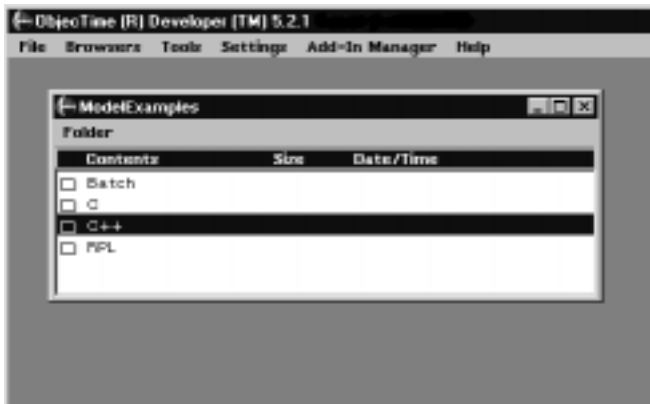 ObjecTime (R) Developer (TM) 5.2.1
File Browsers Tools Settings Add-In Manager Help
ModelExamples
Folder
Contents Size Date/Time
Batch
C
C++
RPL